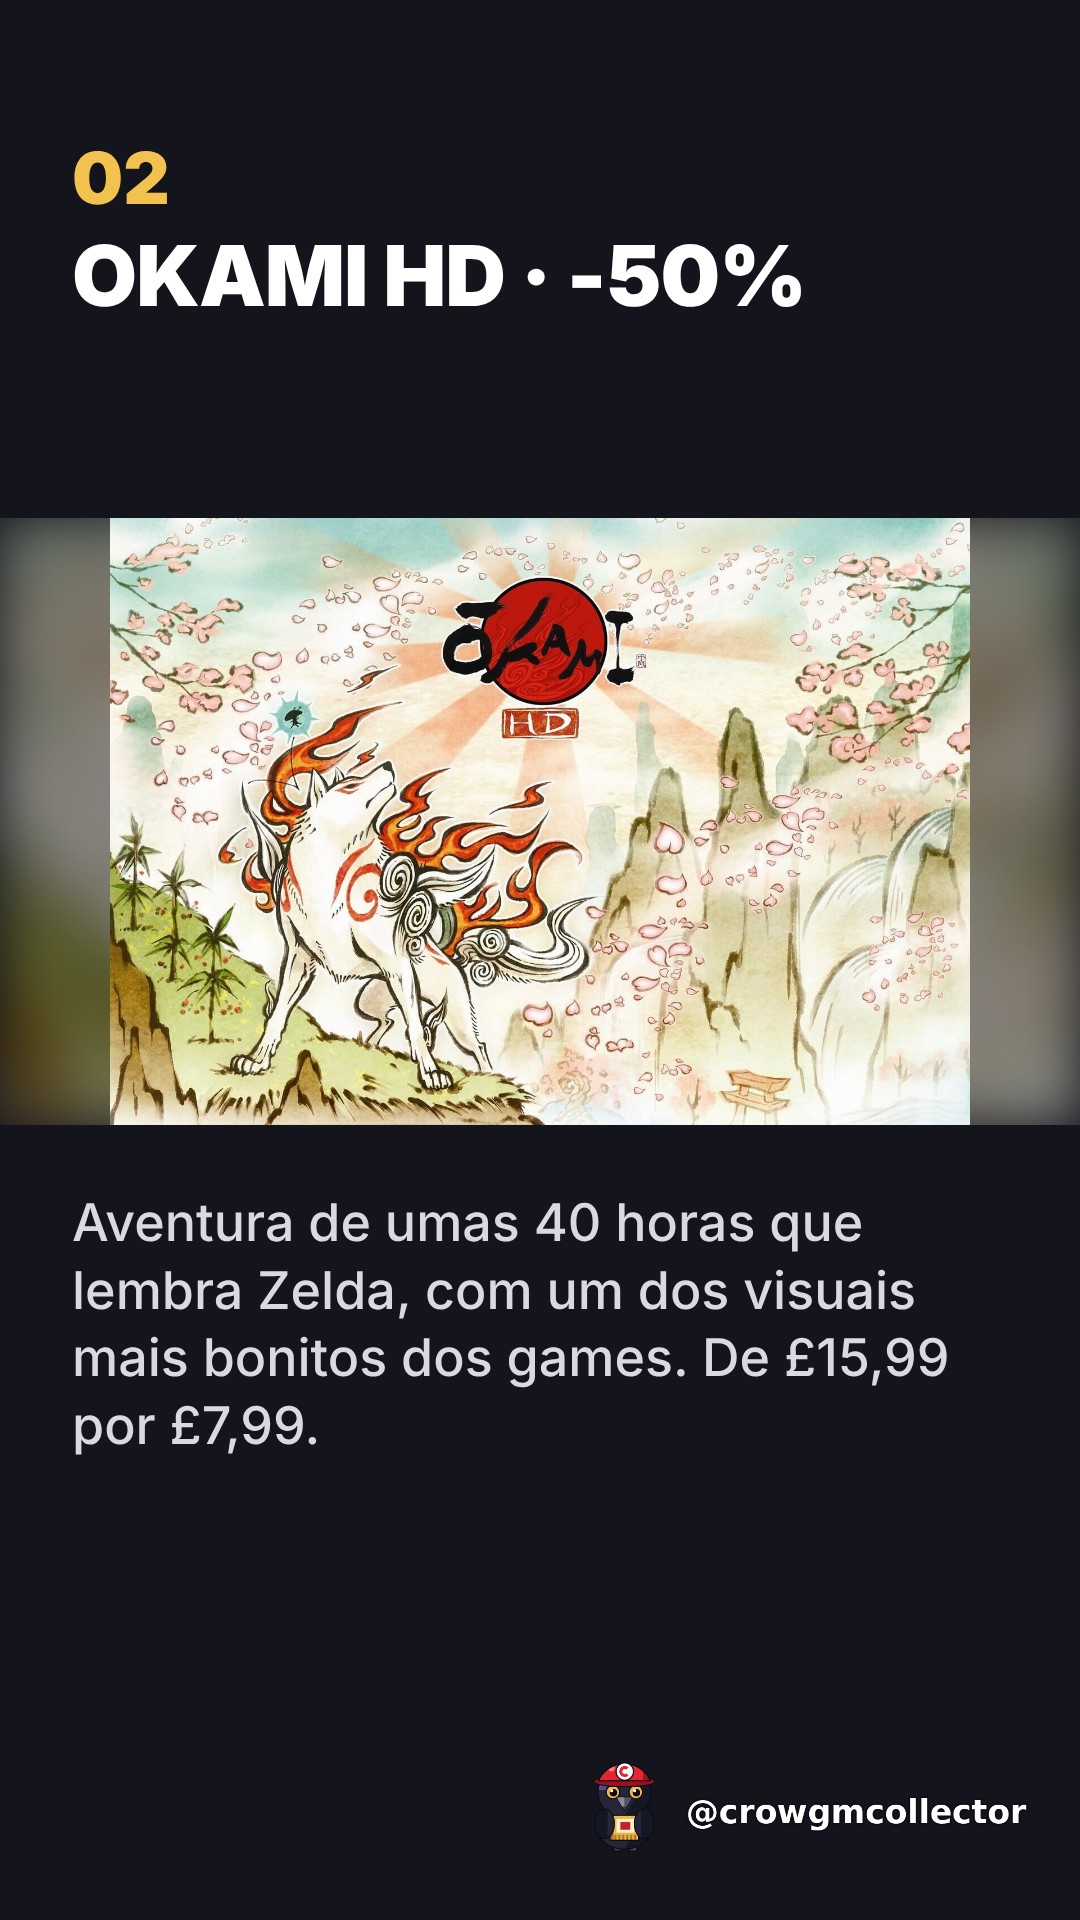 02
OKAMI HD · -50%
ŌKAMI
HD
Aventura de umas 40 horas que
lembra Zelda, com um dos visuais
mais bonitos dos games. De £15,99
por £7,99.
C
@crowgmcollector